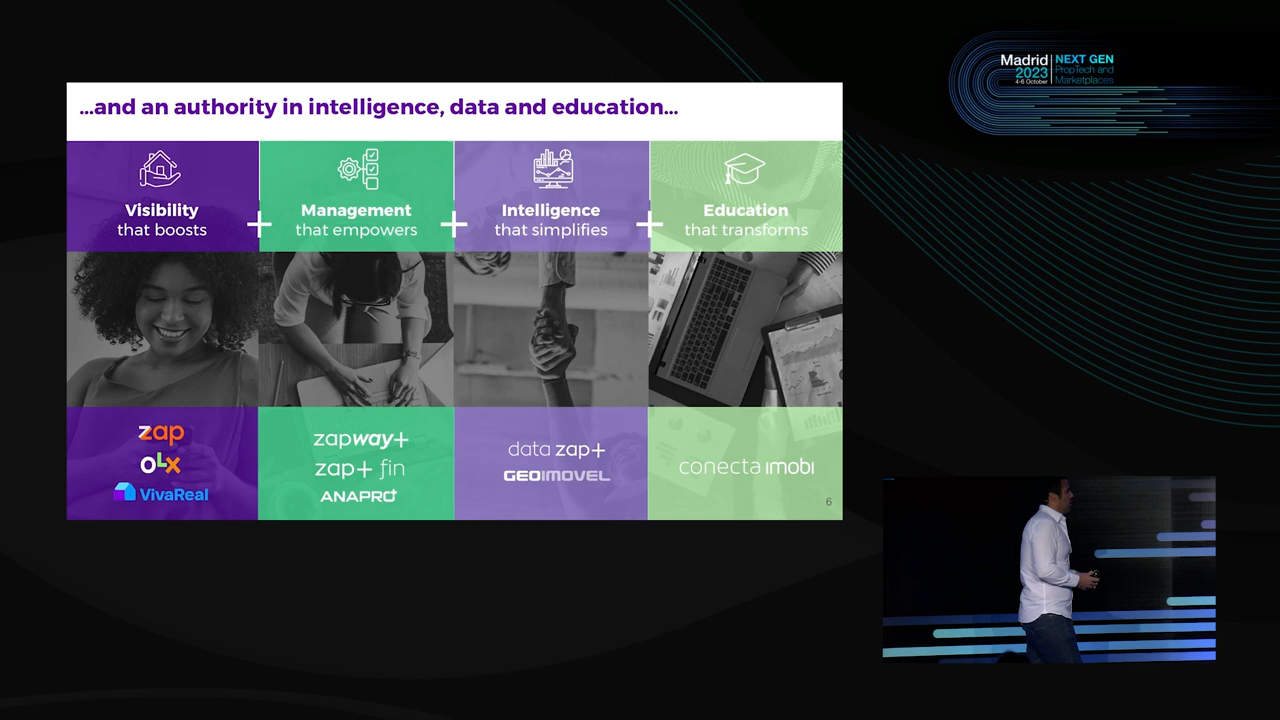 ...and an authority in intelligence, data and education...
Visibility
that boosts
+
Management
that empowers
+
Intelligence
that simplifies
+
Education
that transforms
zap
OLX
VivaReal
zapway+
zap+ fin
ANAPRO+
data zap+
GEOIMOVEL
conecta imobi
6
Madrid
2023
4-6 October
NEXT GEN
PropTech and
Marketplaces